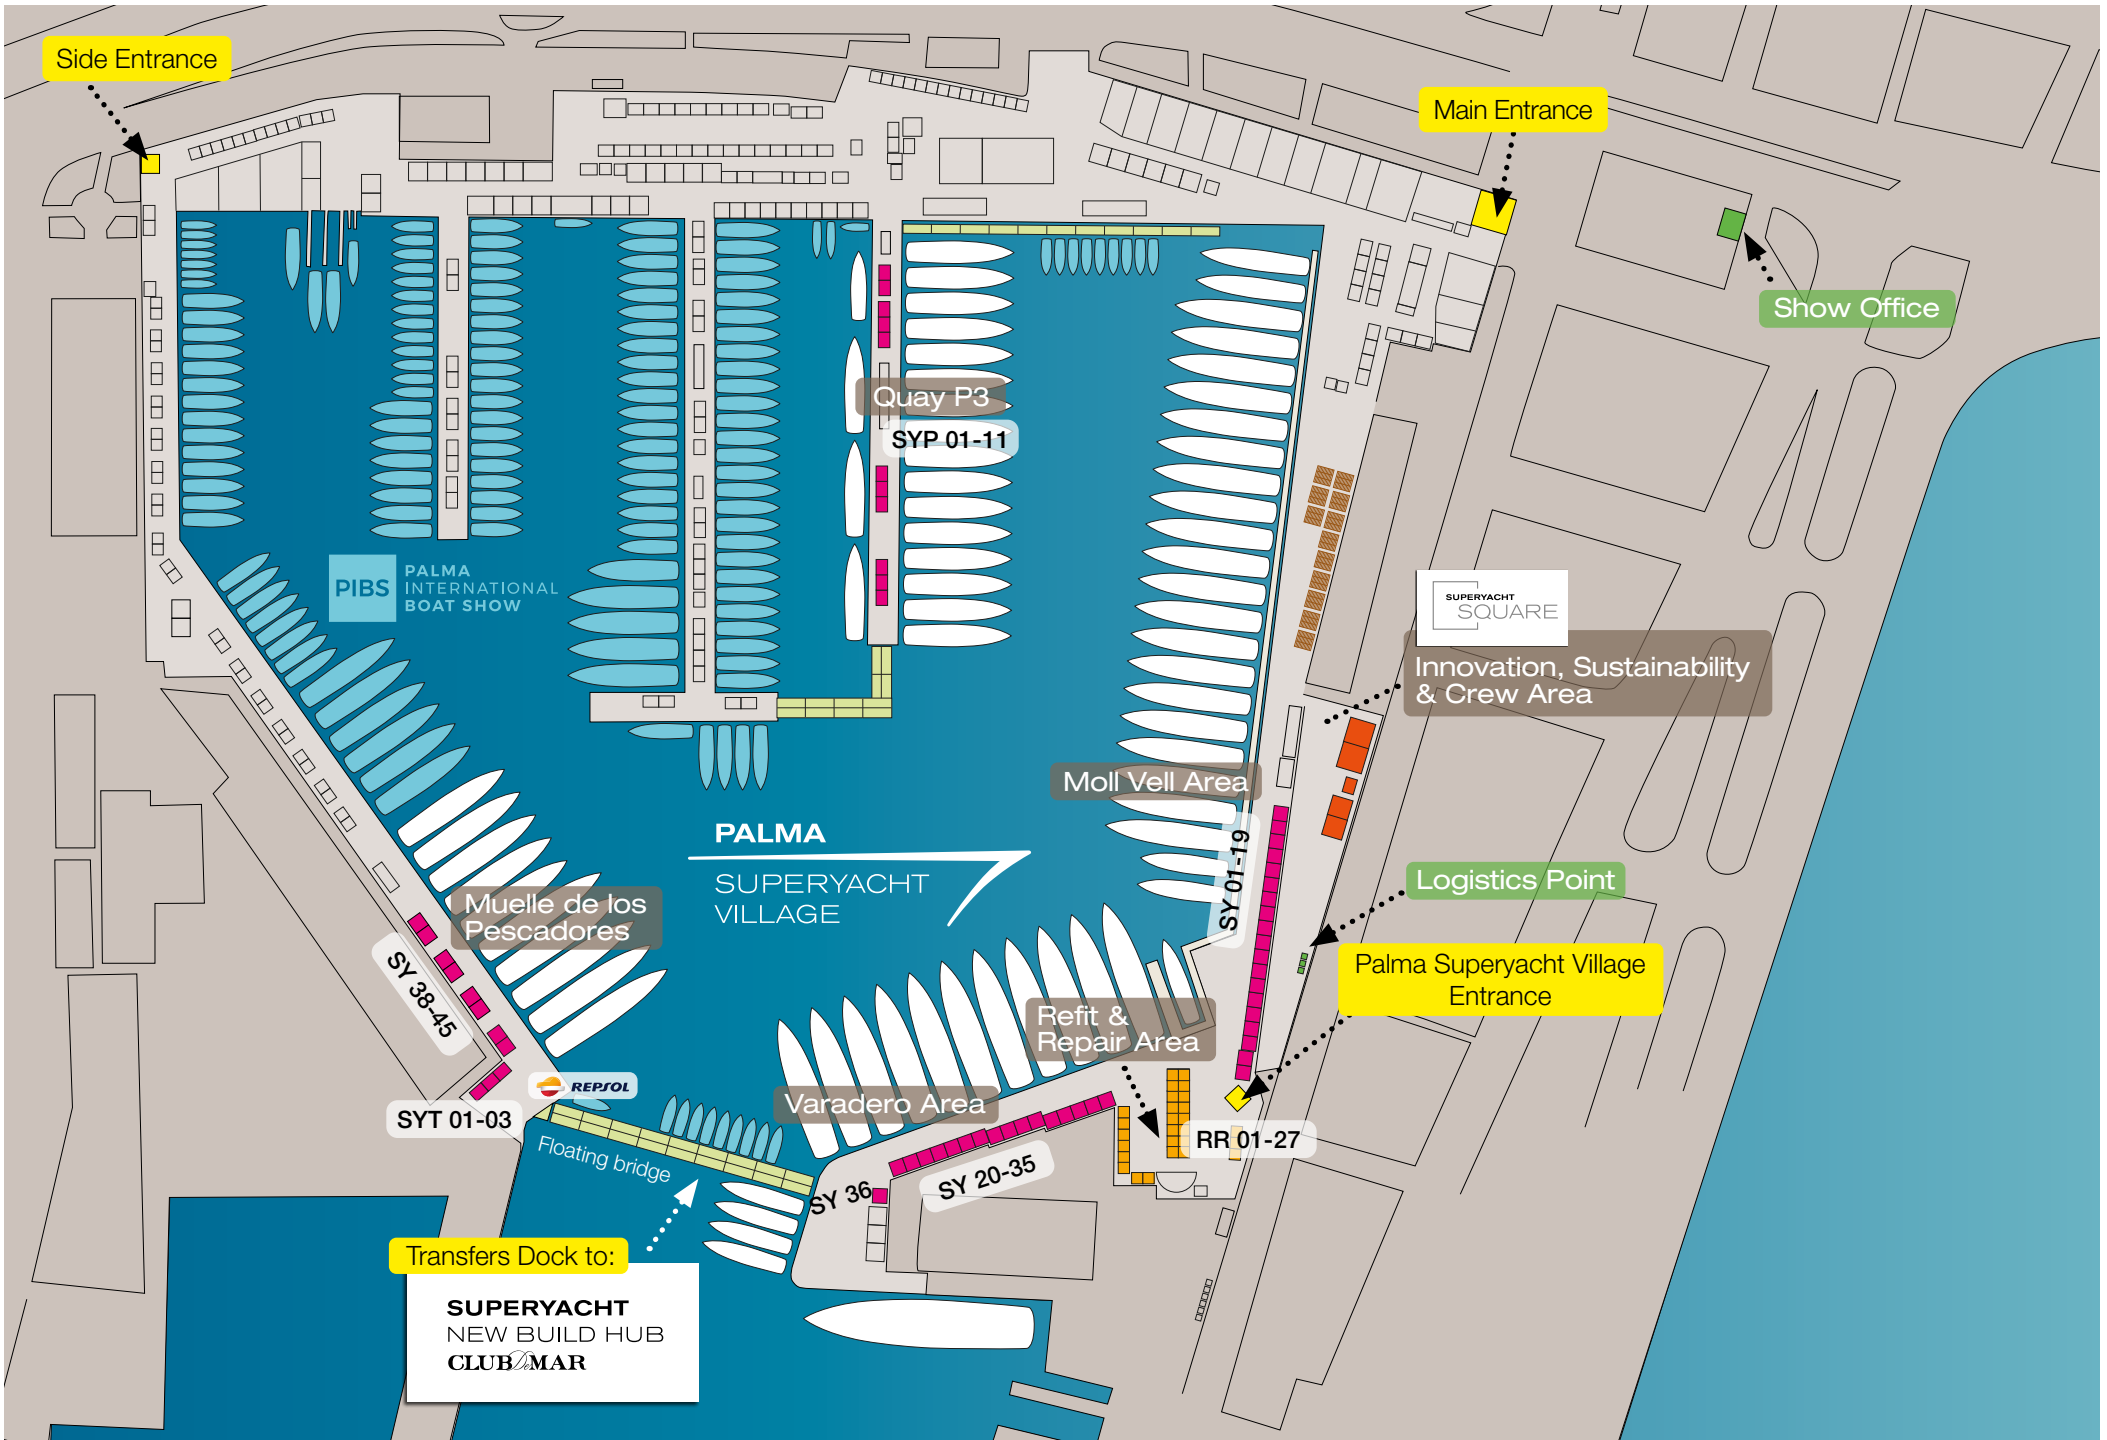 Side Entrance
Main Entrance
Show Office
Quay P3
SYP 01-11
PIBS
PALMA
INTERNATIONAL
BOAT SHOW
SUPERYACHT
SQUARE
Innovation, Sustainability
& Crew Area
Moll Vell Area
PALMA
SUPERYACHT
VILLAGE
SY 01-19
Logistics Point
Muelle de los
Pescadores
SY 38-45
Palma Superyacht Village
Entrance
Refit &
Repair Area
REPSOL
SYT 01-03
Varadero Area
RR 01-27
Floating bridge
SY 20-35
SY 36
Transfers Dock to:
SUPERYACHT
NEW BUILD HUB
CLUB De MAR